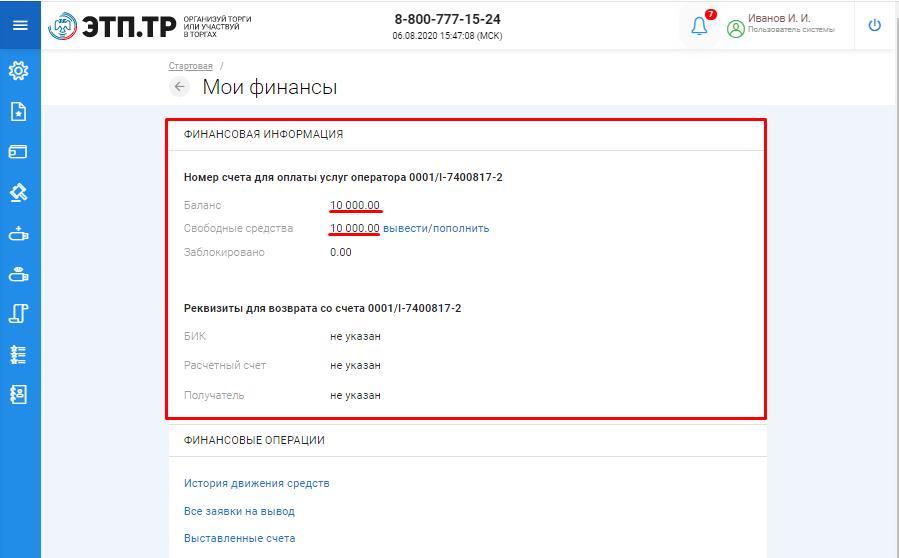 ЭТП.ТР
ОРГАНИЗУЙ ТОРГИ
ИЛИ УЧАСТВУЙ
В ТОРГАХ
8-800-777-15-24
06.08.2020 15:47:08 (МСК)
7
Иванов И. И.
Пользователь системы
Стартовая /
Мои финансы
ФИНАНСОВАЯ ИНФОРМАЦИЯ
Номер счета для оплаты услуг оператора 0001/I-7400817-2
Баланс 10 000.00
Свободные средства 10 000.00 вывести/пополнить
Заблокировано 0.00
Реквизиты для возврата со счета 0001/I-7400817-2
БИК не указан
Расчетный счет не указан
Получатель не указан
ФИНАНСОВЫЕ ОПЕРАЦИИ
История движения средств
Все заявки на вывод
Выставленные счета